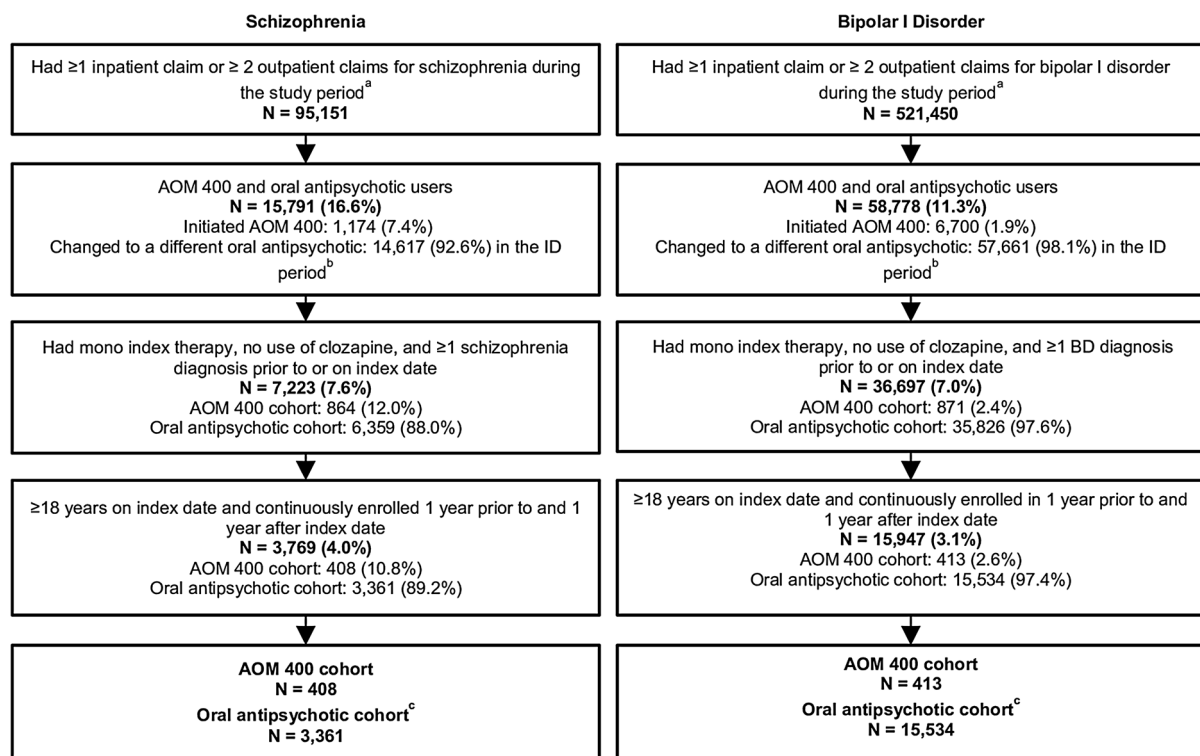 Schizophrenia
Had ≥1 inpatient claim or ≥ 2 outpatient claims for schizophrenia during
the study periodᵃ
N = 95,151
AOM 400 and oral antipsychotic users
N = 15,791 (16.6%)
Initiated AOM 400: 1,174 (7.4%)
Changed to a different oral antipsychotic: 14,617 (92.6%) in the ID
periodᵇ
Had mono index therapy, no use of clozapine, and ≥1 schizophrenia
diagnosis prior to or on index date
N = 7,223 (7.6%)
AOM 400 cohort: 864 (12.0%)
Oral antipsychotic cohort: 6,359 (88.0%)
≥18 years on index date and continuously enrolled 1 year prior to and 1
year after index date
N = 3,769 (4.0%)
AOM 400 cohort: 408 (10.8%)
Oral antipsychotic cohort: 3,361 (89.2%)
AOM 400 cohort
N = 408
Oral antipsychotic cohortᶜ
N = 3,361
Bipolar I Disorder
Had ≥1 inpatient claim or ≥ 2 outpatient claims for bipolar I disorder
during the study periodᵃ
N = 521,450
AOM 400 and oral antipsychotic users
N = 58,778 (11.3%)
Initiated AOM 400: 6,700 (1.9%)
Changed to a different oral antipsychotic: 57,661 (98.1%) in the ID
periodᵇ
Had mono index therapy, no use of clozapine, and ≥1 BD diagnosis
prior to or on index date
N = 36,697 (7.0%)
AOM 400 cohort: 871 (2.4%)
Oral antipsychotic cohort: 35,826 (97.6%)
≥18 years on index date and continuously enrolled in 1 year prior to and
1 year after index date
N = 15,947 (3.1%)
AOM 400 cohort: 413 (2.6%)
Oral antipsychotic cohort: 15,534 (97.4%)
AOM 400 cohort
N = 413
Oral antipsychotic cohortᶜ
N = 15,534